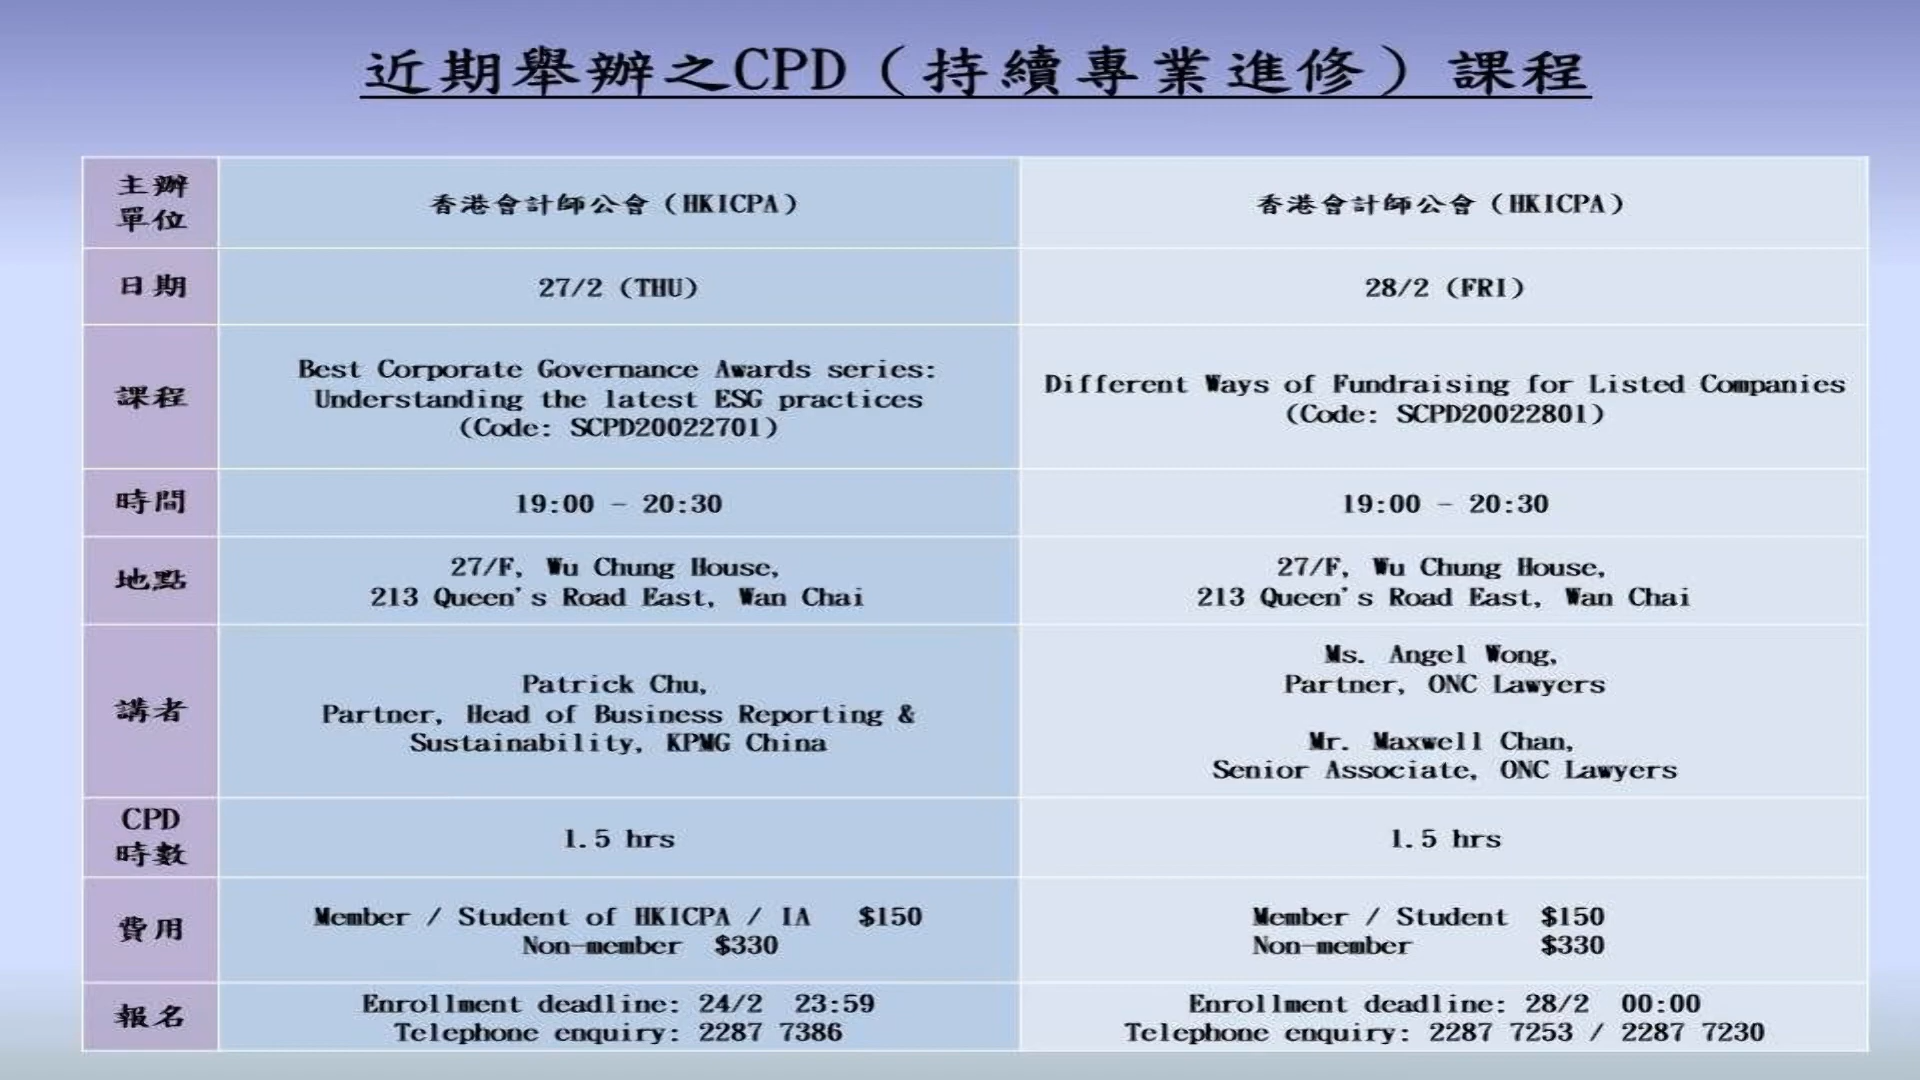 近期舉辦之CPD（持續專業進修）課程
主辦
單位
香港會計師公會（HKICPA）
香港會計師公會（HKICPA）
日期
27/2 (THU)
28/2 (FRI)
課程
Best Corporate Governance Awards series:
Understanding the latest ESG practices
(Code: SCPD20022701)
Different Ways of Fundraising for Listed Companies
(Code: SCPD20022801)
時間
19:00 – 20:30
19:00 – 20:30
地點
27/F, Wu Chung House,
213 Queen's Road East, Wan Chai
27/F, Wu Chung House,
213 Queen's Road East, Wan Chai
講者
Patrick Chu,
Partner, Head of Business Reporting &
Sustainability, KPMG China
Ms. Angel Wong,
Partner, ONC Lawyers
Mr. Maxwell Chan,
Senior Associate, ONC Lawyers
CPD
時數
1.5 hrs
1.5 hrs
費用
Member / Student of HKICPA / IA $150
Non-member $330
Member / Student $150
Non-member $330
報名
Enrollment deadline: 24/2 23:59
Telephone enquiry: 2287 7386
Enrollment deadline: 28/2 00:00
Telephone enquiry: 2287 7253 / 2287 7230